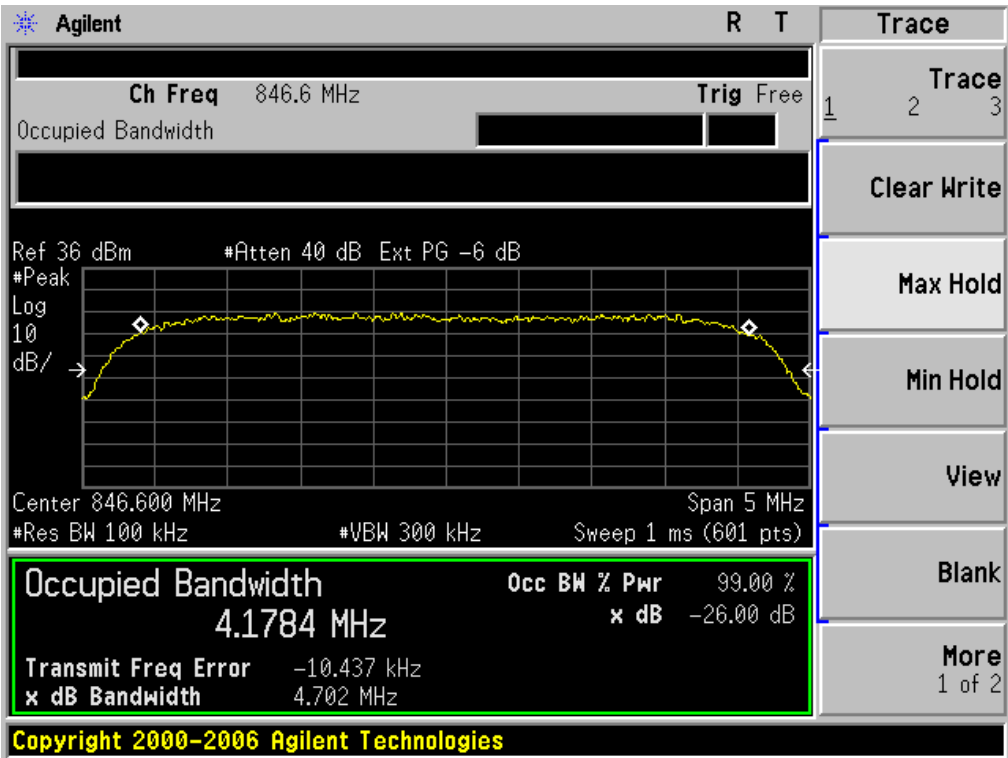 Agilent R T
Trace
Ch Freq 846.6 MHz Trig Free
Occupied Bandwidth
Ref 36 dBm #Atten 40 dB Ext PG −6 dB
#Peak
Log
10
dB/
Center 846.600 MHz Span 5 MHz
#Res BW 100 kHz #VBW 300 kHz Sweep 1 ms (601 pts)
Occupied Bandwidth
4.1784 MHz
Occ BW % Pwr 99.00 %
x dB −26.00 dB
Transmit Freq Error −10.437 kHz
x dB Bandwidth 4.702 MHz
Trace
1 2 3
Clear Write
Max Hold
Min Hold
View
Blank
More
1 of 2
Copyright 2000–2006 Agilent Technologies